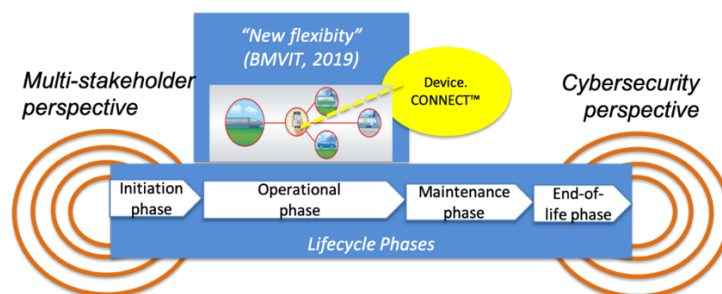 “New flexibity”
(BMVIT, 2019)
Multi-stakeholder
perspective
Device.
CONNECT™
Cybersecurity
perspective
Initiation
phase
Operational
phase
Maintenance
phase
End-of-
life phase
Lifecycle Phases